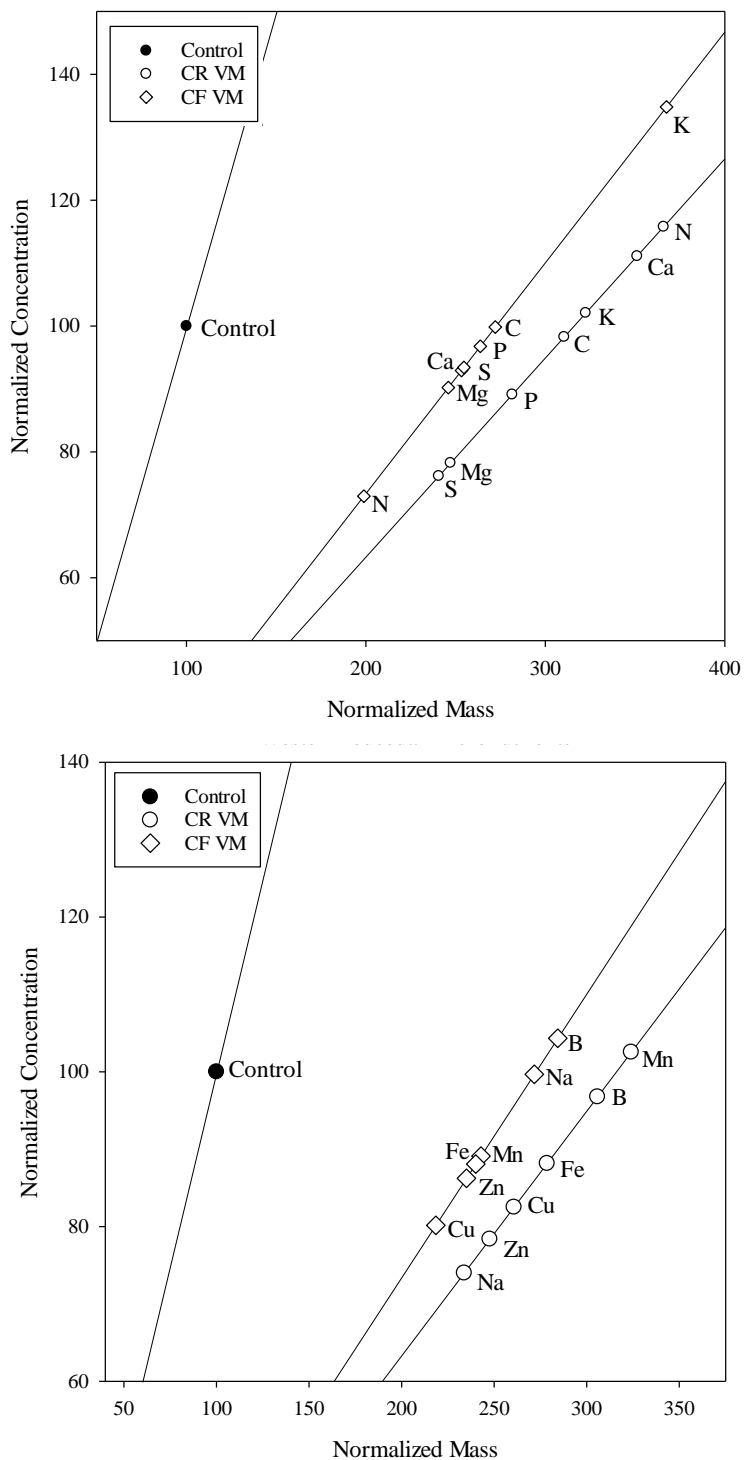 Control
CR VM
CF VM
Normalized Concentration
140
120
100
80
60
K
N
Ca
K
C
C
P
Ca
S
Mg
P
Mg
S
N
Control
100
200
300
400
Normalized Mass
Control
CR VM
CF VM
Normalized Concentration
140
120
100
80
60
Control
B
Na
Mn
B
Fe
Mn
Fe
Zn
Cu
Cu
Zn
Na
50
100
200
250
300
350
Normalized Mass